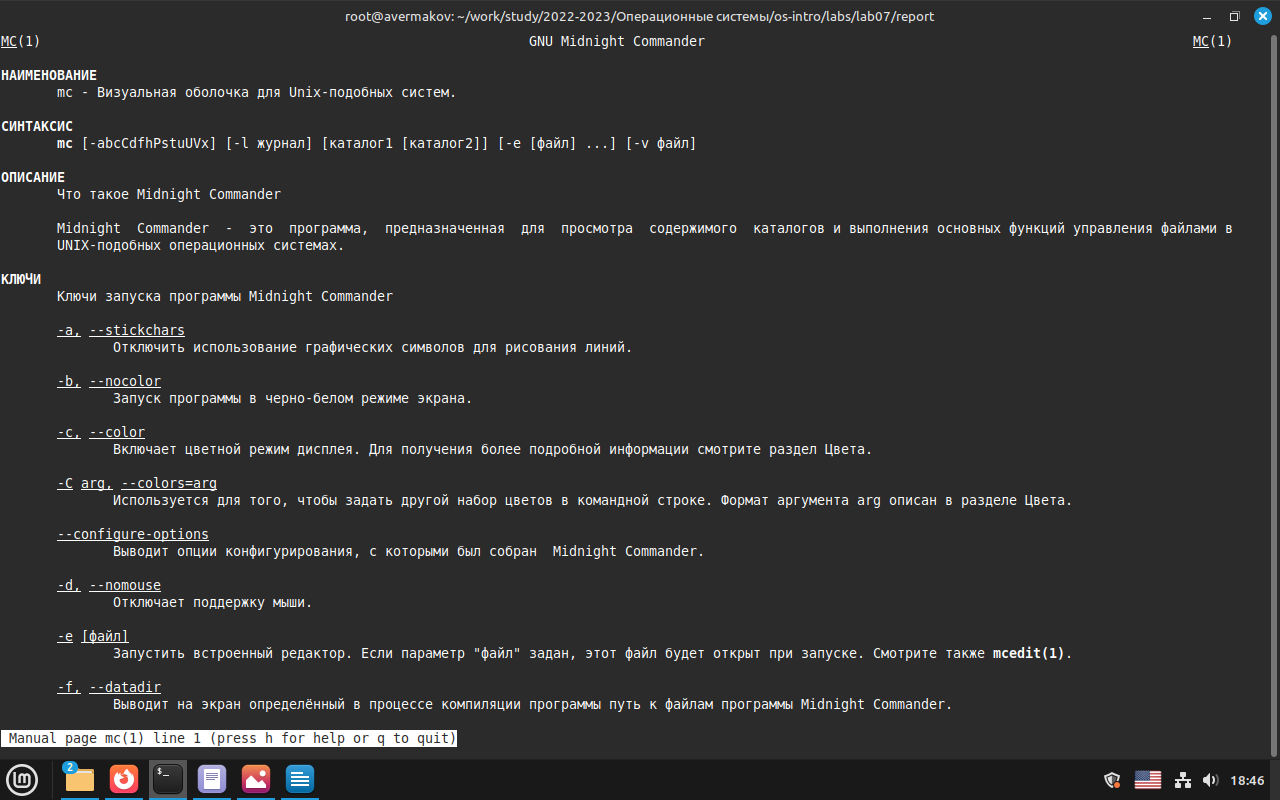 root@avermakov: ~/work/study/2022-2023/Операционные системы/os-intro/labs/lab07/report
MC(1) GNU Midnight Commander MC(1)
НАИМЕНОВАНИЕ
mc - Визуальная оболочка для Unix-подобных систем.
СИНТАКСИС
mc [-abcCdfhPstuUVx] [-l журнал] [каталог1 [каталог2]] [-e [файл] ...] [-v файл]
ОПИСАНИЕ
Что такое Midnight Commander
Midnight Commander - это программа, предназначенная для просмотра содержимого каталогов и выполнения основных функций управления файлами в
UNIX-подобных операционных системах.
КЛЮЧИ
Ключи запуска программы Midnight Commander
-a, --stickchars
Отключить использование графических символов для рисования линий.
-b, --nocolor
Запуск программы в черно-белом режиме экрана.
-c, --color
Включает цветной режим дисплея. Для получения более подробной информации смотрите раздел Цвета.
-C arg, --colors=arg
Используется для того, чтобы задать другой набор цветов в командной строке. Формат аргумента arg описан в разделе Цвета.
--configure-options
Выводит опции конфигурирования, с которыми был собран Midnight Commander.
-d, --nomouse
Отключает поддержку мыши.
-e [файл]
Запустить встроенный редактор. Если параметр "файл" задан, этот файл будет открыт при запуске. Смотрите также mcedit(1).
-f, --datadir
Выводит на экран определённый в процессе компиляции программы путь к файлам программы Midnight Commander.
Manual page mc(1) line 1 (press h for help or q to quit)
2
$_
18:46